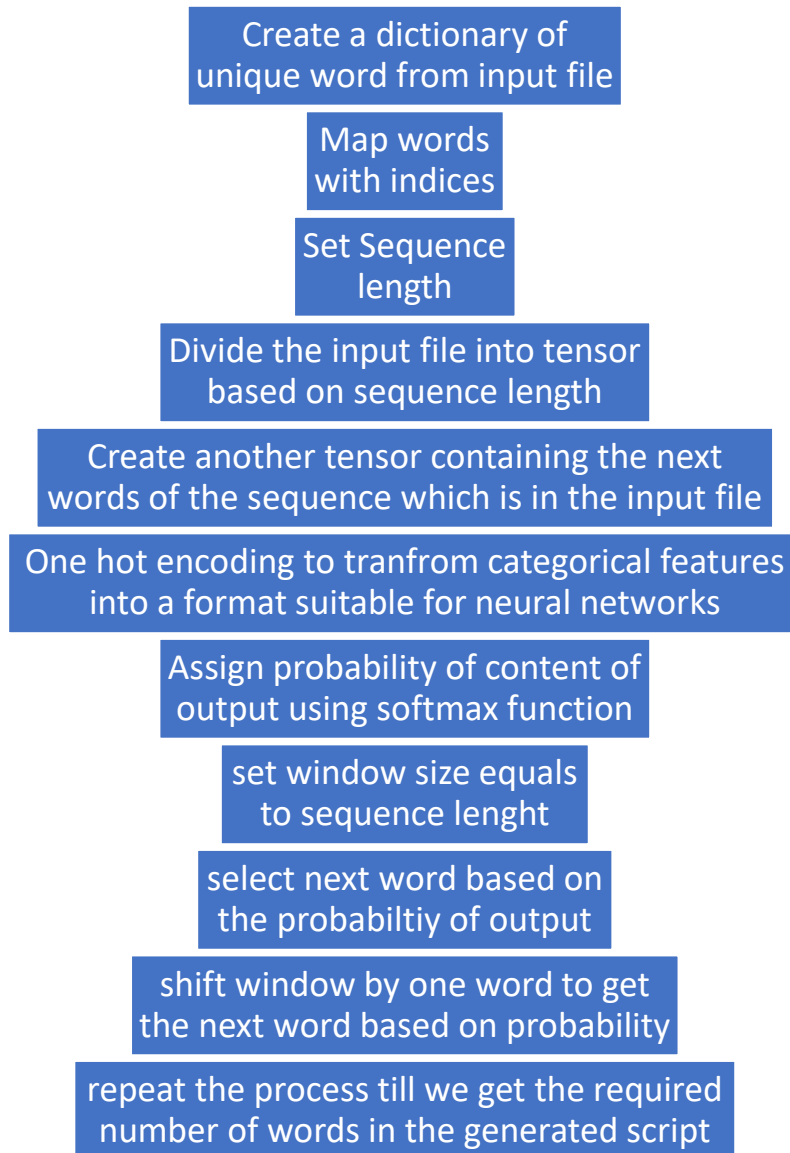 Create a dictionary of
unique word from input file
Map words
with indices
Set Sequence
length
Divide the input file into tensor
based on sequence length
Create another tensor containing the next
words of the sequence which is in the input file
One hot encoding to tranfrom categorical features
into a format suitable for neural networks
Assign probability of content of
output using softmax function
set window size equals
to sequence lenght
select next word based on
the probabiltiy of output
shift window by one word to get
the next word based on probability
repeat the process till we get the required
number of words in the generated script